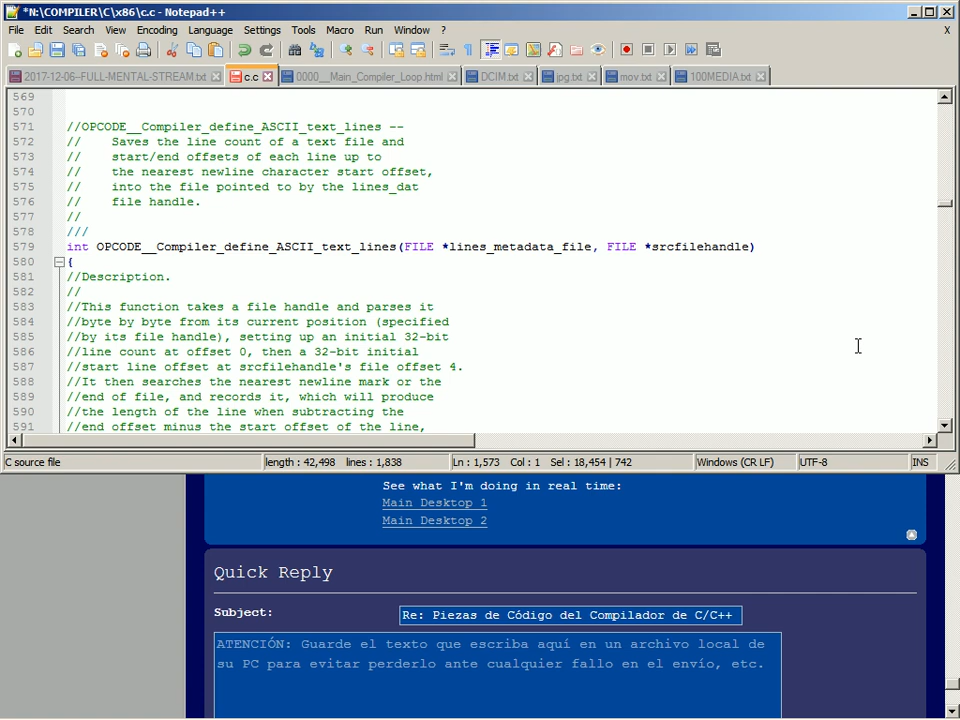 *N:\COMPILER\C\x86\c.c - Notepad++
File Edit Search View Encoding Language Settings Tools Macro Run Window ? X
2017-12-06--FULL-MENTAL-STREAM.txt c.c 0000__Main_Compiler_Loop.html DCIM.txt jpg.txt mov.txt 100MEDIA.txt
569
570
571 //OPCODE__Compiler_define_ASCII_text_lines --
572 // Saves the line count of a text file and
573 // start/end offsets of each line up to
574 // the nearest newline character start offset,
575 // into the file pointed to by the lines_dat
576 // file handle.
577 //
578 ///
579 int OPCODE__Compiler_define_ASCII_text_lines(FILE *lines_metadata_file, FILE *srcfilehandle)
580 {
581 //Description.
582 //
583 //This function takes a file handle and parses it
584 //byte by byte from its current position (specified
585 //by its file handle), setting up an initial 32-bit
586 //line count at offset 0, then a 32-bit initial
587 //start line offset at srcfilehandle's file offset 4.
588 //It then searches the nearest newline mark or the
589 //end of file, and records it, which will produce
590 //the length of the line when subtracting the
591 //end offset minus the start offset of the line,
C source file length : 42,498 lines : 1,838 Ln : 1,573 Col : 1 Sel : 18,454 | 742 Windows (CR LF) UTF-8 INS
See what I'm doing in real time:
Main Desktop 1
Main Desktop 2
Quick Reply
Subject: Re: Piezas de Código del Compilador de C/C++
ATENCIÓN: Guarde el texto que escriba aquí en un archivo local de
su PC para evitar perderlo ante cualquier fallo en el envío, etc.